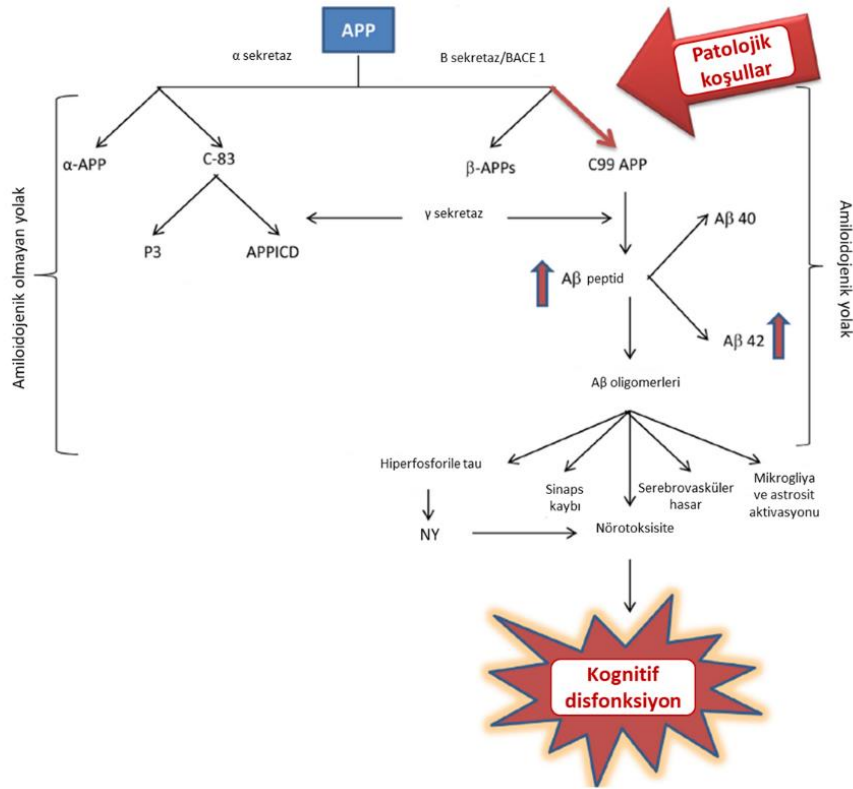 APP
α sekretaz
B sekretaz/BACE 1
Patolojik
koşullar
α-APP
C-83
β-APPs
C99 APP
Amiloidojenik olmayan yolak
Amiloidojenik yolak
P3
APPICD
γ sekretaz
Aβ 40
Aβ peptid
Aβ 42
Aβ oligomerleri
Hiperfosforile tau
Sinaps
kaybı
Serebrovasküler
hasar
Mikrogliya
ve astrosit
aktivasyonu
NY
Nörotoksisite
Kognitif
disfonksiyon